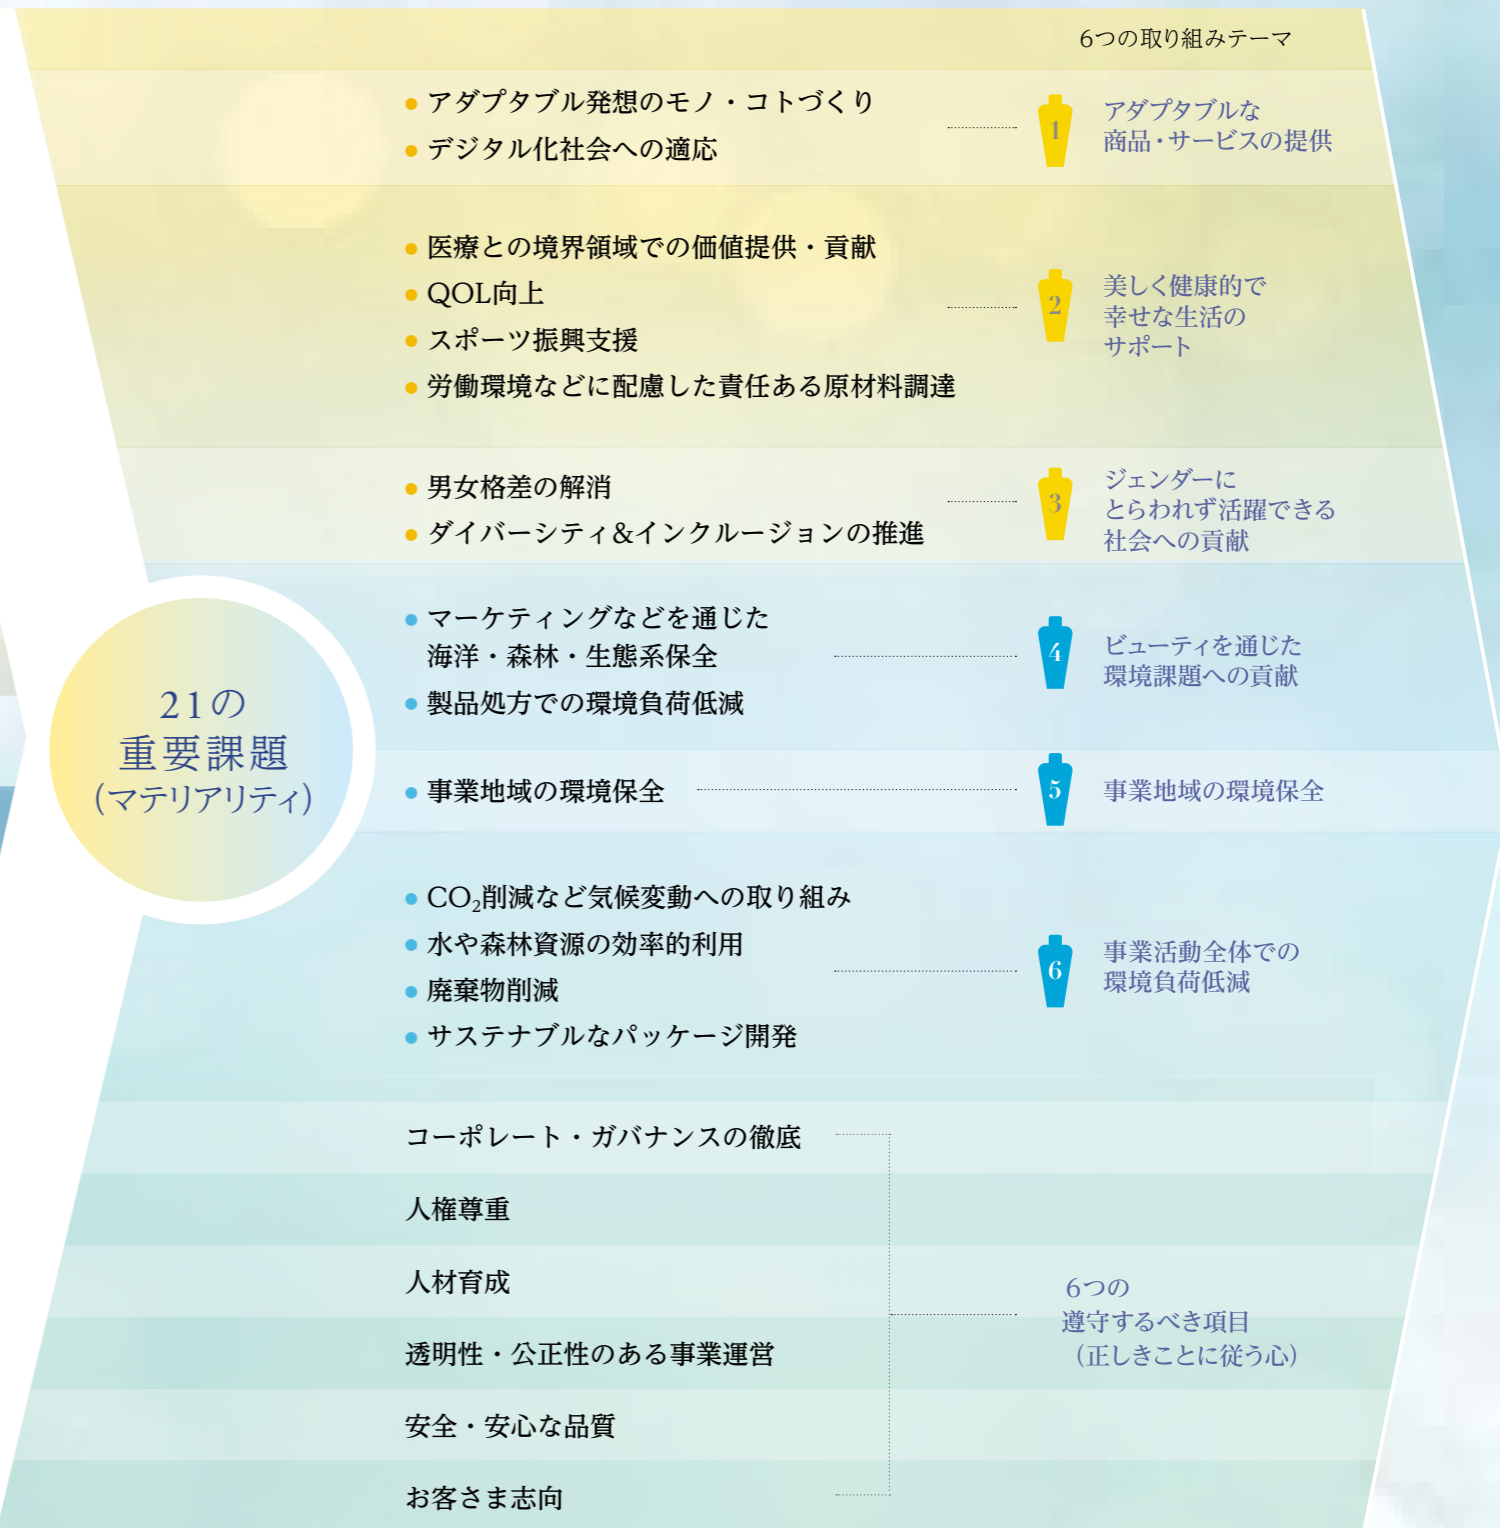 6つの取り組みテーマ
アダプタブル発想のモノ・コトづくり
デジタル化社会への適応
1
アダプタブルな
商品・サービスの提供
医療との境界領域での価値提供・貢献
QOL向上
スポーツ振興支援
労働環境などに配慮した責任ある原材料調達
2
美しく健康的で
幸せな生活の
サポート
男女格差の解消
ダイバーシティ&インクルージョンの推進
3
ジェンダーに
とらわれず活躍できる
社会への貢献
21の
重要課題
(マテリアリティ)
マーケティングなどを通じた
海洋・森林・生態系保全
製品処方での環境負荷低減
4
ビューティを通じた
環境課題への貢献
事業地域の環境保全
5
事業地域の環境保全
CO₂削減など気候変動への取り組み
水や森林資源の効率的利用
廃棄物削減
サステナブルなパッケージ開発
6
事業活動全体での
環境負荷低減
コーポレート・ガバナンスの徹底
人権尊重
人材育成
透明性・公正性のある事業運営
安全・安心な品質
お客さま志向
6つの
遵守するべき項目
(正しきことに従う心)